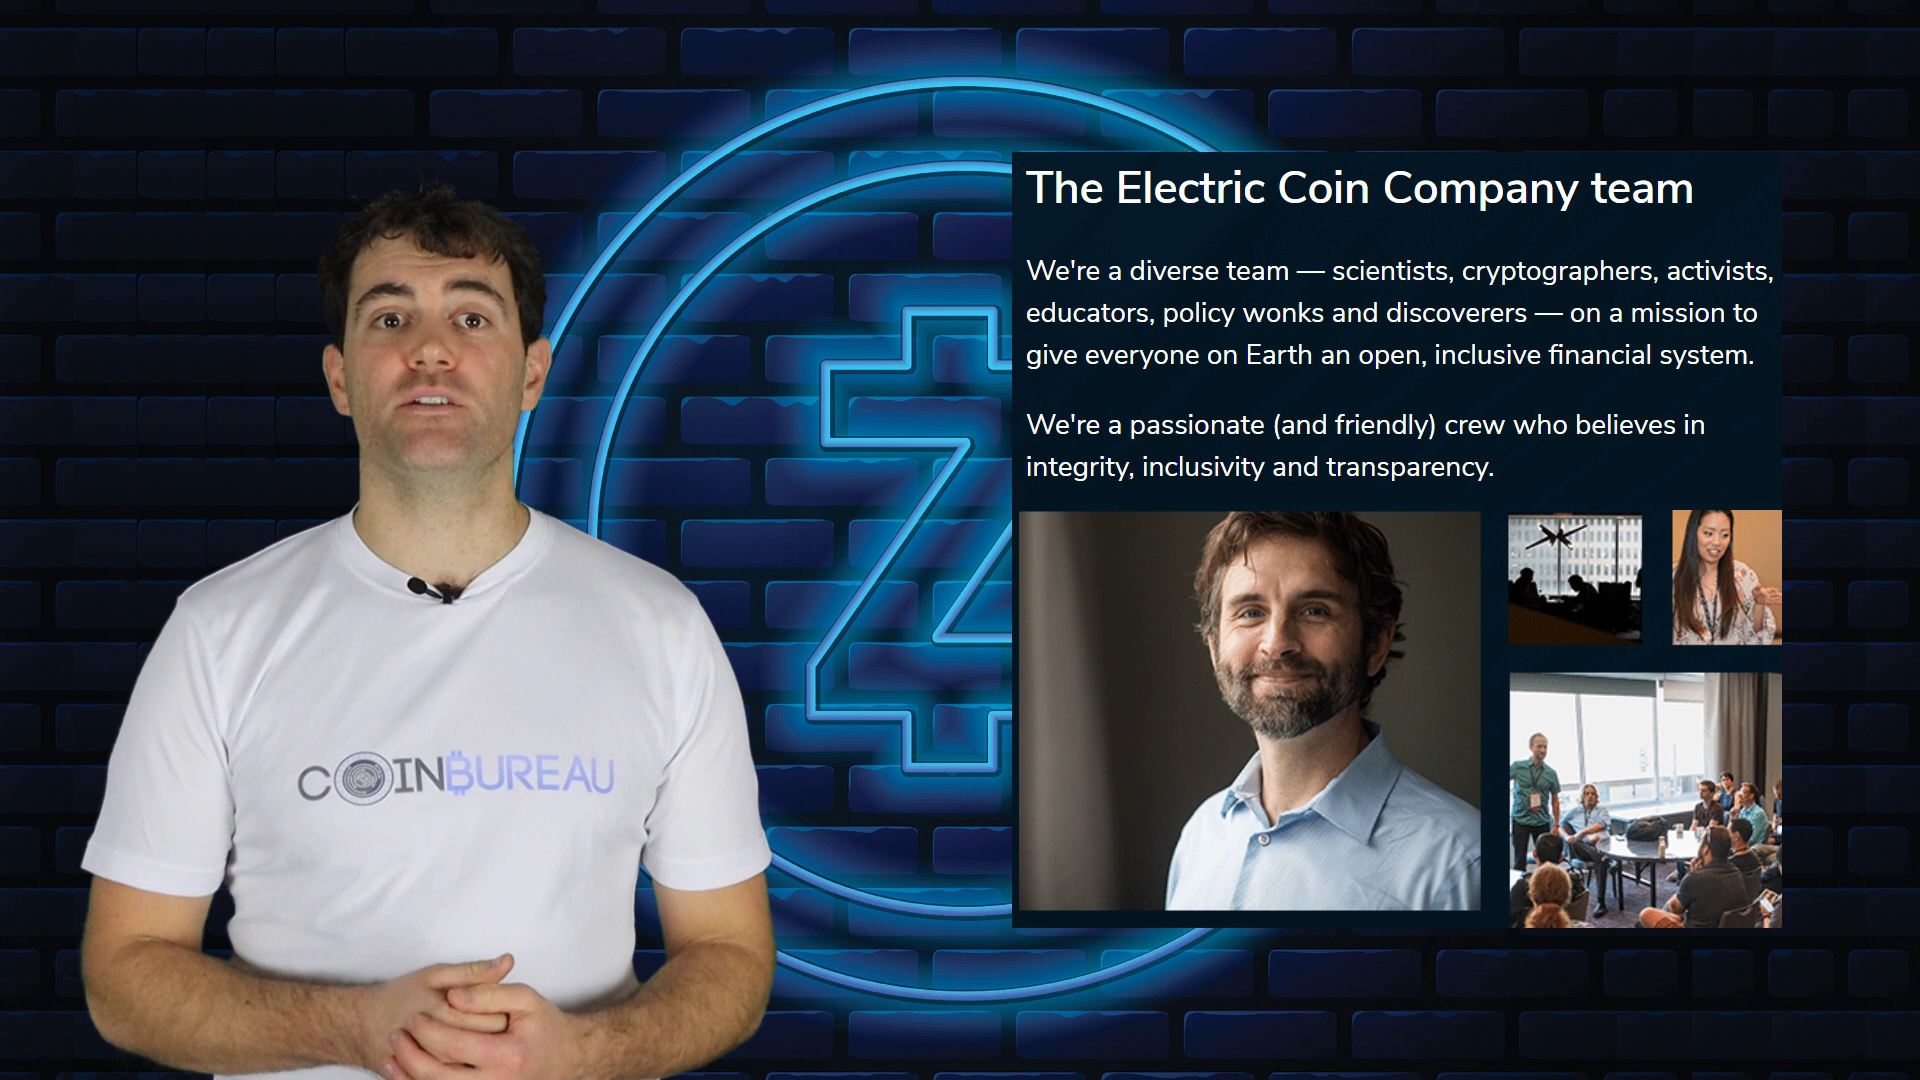 The Electric Coin Company team
We're a diverse team — scientists, cryptographers, activists,
educators, policy wonks and discoverers — on a mission to
give everyone on Earth an open, inclusive financial system.
We're a passionate (and friendly) crew who believes in
integrity, inclusivity and transparency.
COINBUREAU